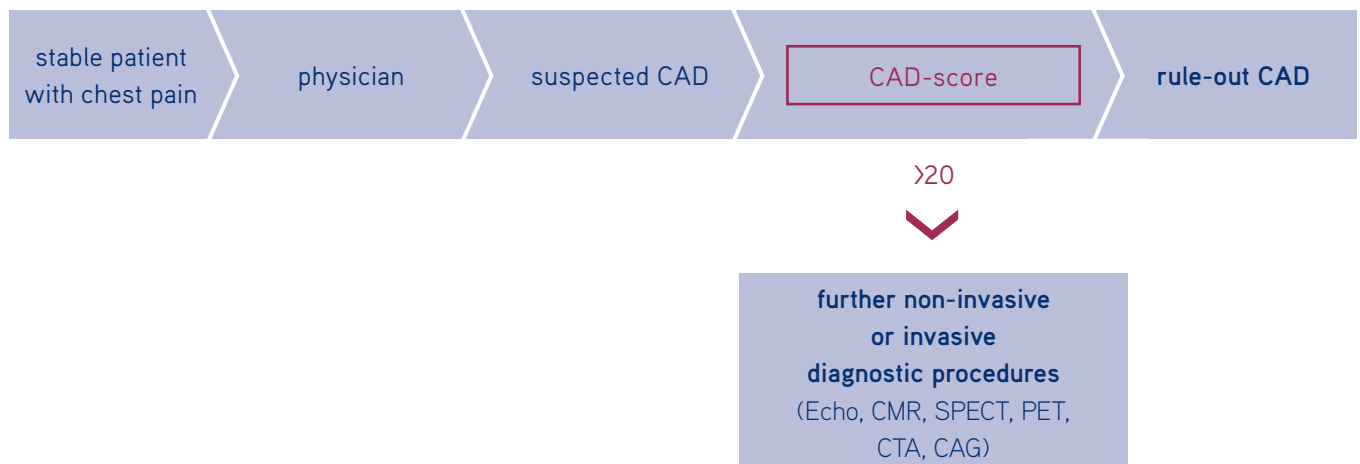 stable patient
with chest pain
physician
suspected CAD
CAD-score
rule-out CAD
>20
further non-invasive
or invasive
diagnostic procedures
(Echo, CMR, SPECT, PET,
CTA, CAG)